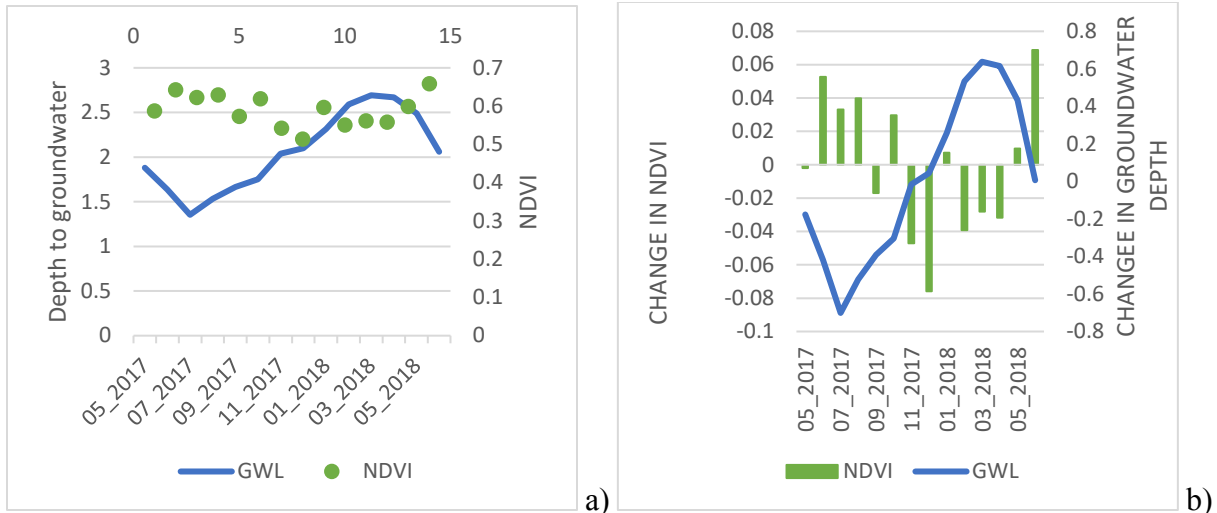 0 5 10 15
3 0.7
2.5 0.6
2 0.5
1.5 0.4
1 0.3
0.5 0.2
0 0.1
0
Depth to groundwater
NDVI
05_2017 07_2017 09_2017 11_2017 01_2018 03_2018 05_2018
GWL NDVI
a)
0.08 0.8
0.06 0.6
0.04 0.4
0.02 0.2
0 0
-0.02 -0.2
-0.04 -0.4
-0.06 -0.6
-0.08 -0.8
-0.1
CHANGE IN NDVI
CHANGEE IN GROUNDWATER
DEPTH
05_2017 07_2017 09_2017 11_2017 01_2018 03_2018 05_2018
NDVI GWL
b)